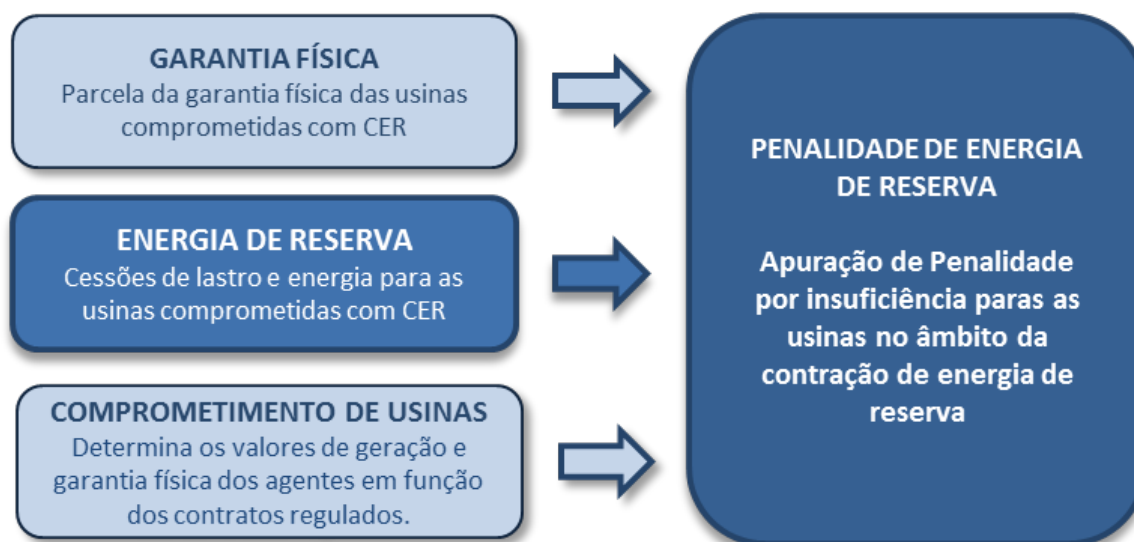 GARANTIA FÍSICA
Parcela da garantia física das usinas
comprometidas com CER
ENERGIA DE RESERVA
Cessões de lastro e energia para as
usinas comprometidas com CER
COMPROMETIMENTO DE USINAS
Determina os valores de geração e
garantia física dos agentes em função
dos contratos regulados.
PENALIDADE DE ENERGIA
DE RESERVA
Apuração de Penalidade
por insuficiência paras as
usinas no âmbito da
contração de energia de
reserva